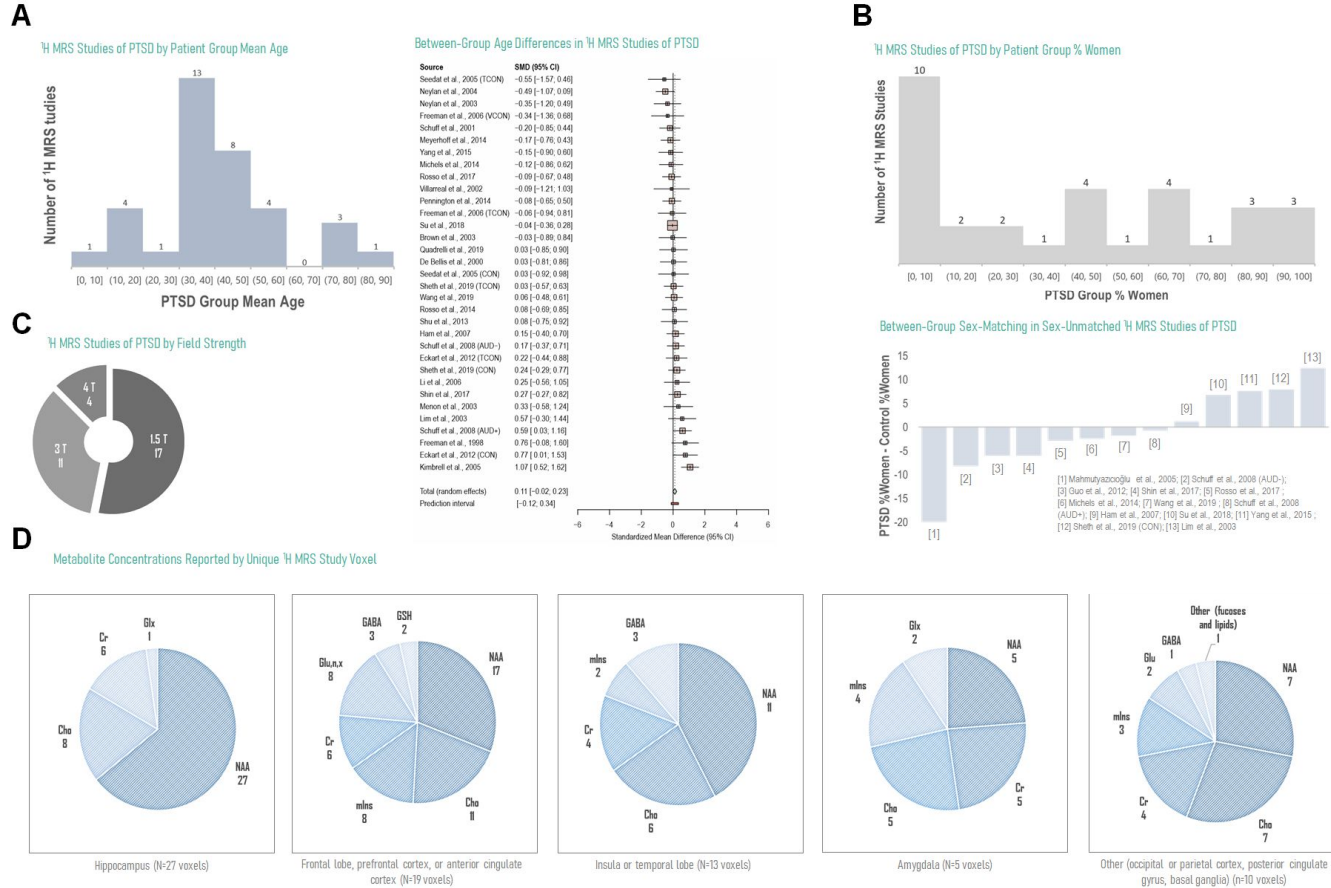 A
¹H MRS Studies of PTSD by Patient Group Mean Age
Number of ¹H MRS tudies
1
4
1
13
8
4
0
3
1
[0, 10]
(10, 20]
(20, 30]
(30, 40]
(40, 50]
(50, 60]
(60, 70]
(70, 80]
(80, 90]
PTSD Group Mean Age
Between-Group Age Differences in ¹H MRS Studies of PTSD
Source SMD (95% CI)
Seedat et al., 2005 (TCON) −0.55 [−1.57; 0.46]
Neylan et al., 2004 −0.49 [−1.07; 0.09]
Neylan et al., 2003 −0.35 [−1.20; 0.49]
Freeman et al., 2006 (VCON) −0.34 [−1.36; 0.68]
Schuff et al., 2001 −0.20 [−0.85; 0.44]
Meyerhoff et al., 2014 −0.17 [−0.76; 0.43]
Yang et al., 2015 −0.15 [−0.90; 0.60]
Michels et al., 2014 −0.12 [−0.86; 0.62]
Rosso et al., 2017 −0.09 [−0.67; 0.48]
Villarreal et al., 2002 −0.09 [−1.21; 1.03]
Pennington et al., 2014 −0.08 [−0.65; 0.50]
Freeman et al., 2006 (TCON) −0.06 [−0.94; 0.81]
Su et al., 2018 −0.04 [−0.36; 0.28]
Brown et al., 2003 −0.03 [−0.89; 0.84]
Quadrelli et al., 2019 0.03 [−0.85; 0.90]
De Bellis et al., 2000 0.03 [−0.81; 0.86]
Seedat et al., 2005 (CON) 0.03 [−0.92; 0.98]
Sheth et al., 2019 (TCON) 0.03 [−0.57; 0.63]
Wang et al., 2019 0.06 [−0.48; 0.61]
Rosso et al., 2014 0.08 [−0.69; 0.85]
Shu et al., 2013 0.08 [−0.75; 0.92]
Ham et al., 2007 0.15 [−0.40; 0.70]
Schuff et al., 2008 (AUD−) 0.17 [−0.37; 0.71]
Eckart et al., 2012 (TCON) 0.22 [−0.44; 0.88]
Sheth et al., 2019 (CON) 0.24 [−0.29; 0.77]
Li et al., 2006 0.25 [−0.56; 1.05]
Shin et al., 2017 0.27 [−0.27; 0.82]
Menon et al., 2003 0.33 [−0.58; 1.24]
Lim et al., 2003 0.57 [−0.30; 1.44]
Schuff et al., 2008 (AUD+) 0.59 [ 0.03; 1.16]
Freeman et al., 1998 0.76 [−0.08; 1.60]
Eckart et al., 2012 (CON) 0.77 [ 0.01; 1.53]
Kimbrell et al., 2005 1.07 [ 0.52; 1.62]
Total (random effects) 0.11 [−0.02; 0.23]
Prediction interval [−0.12; 0.34]
−6 −4 −2 0 2 4 6
Standardized Mean Difference (95% CI)
B
¹H MRS Studies of PTSD by Patient Group % Women
Number of ¹H MRS Studies
10
2
2
1
4
1
4
1
3
3
[0, 10]
(10, 20]
(20, 30]
(30, 40]
(40, 50]
(50, 60]
(60, 70]
(70, 80]
(80, 90]
(90, 100]
PTSD Group % Women
Between-Group Sex-Matching in Sex-Unmatched ¹H MRS Studies of PTSD
PTSD %Women - Control %Women
15
10
5
0
-5
-10
-15
-20
[1]
[2]
[3]
[4]
[5]
[6]
[7]
[8]
[9]
[10]
[11]
[12]
[13]
[1] Mahmutyazıcıoğlu et al., 2005; [2] Schuff et al., 2008 (AUD-);
[3] Guo et al., 2012; [4] Shin et al., 2017; [5] Rosso et al., 2017 ;
[6] Michels et al., 2014; [7] Wang et al., 2019 ; [8] Schuff et al., 2008
(AUD+); [9] Ham et al., 2007; [10] Su et al., 2018; [11] Yang et al., 2015 ;
[12] Sheth et al., 2019 (CON); [13] Lim et al., 2003
C
¹H MRS Studies of PTSD by Field Strength
4 T
4
3 T
11
1.5 T
17
D
Metabolite Concentrations Reported by Unique ¹H MRS Study Voxel
Glx
1
Cr
6
Cho
8
NAA
27
Hippocampus (N=27 voxels)
GSH
2
GABA
3
Glu,n,x
8
Cr
6
mIns
8
Cho
11
NAA
17
Frontal lobe, prefrontal cortex, or anterior cingulate
cortex (N=19 voxels)
GABA
3
mIns
2
Cr
4
Cho
6
NAA
11
Insula or temporal lobe (N=13 voxels)
Glx
2
mIns
4
Cho
5
Cr
5
NAA
5
Amygdala (N=5 voxels)
Other (fucoses
and lipids)
1
GABA
1
Glu
2
mIns
3
Cr
4
Cho
7
NAA
7
Other (occipital or parietal cortex, posterior cingulate
gyrus, basal ganglia) (n=10 voxels)